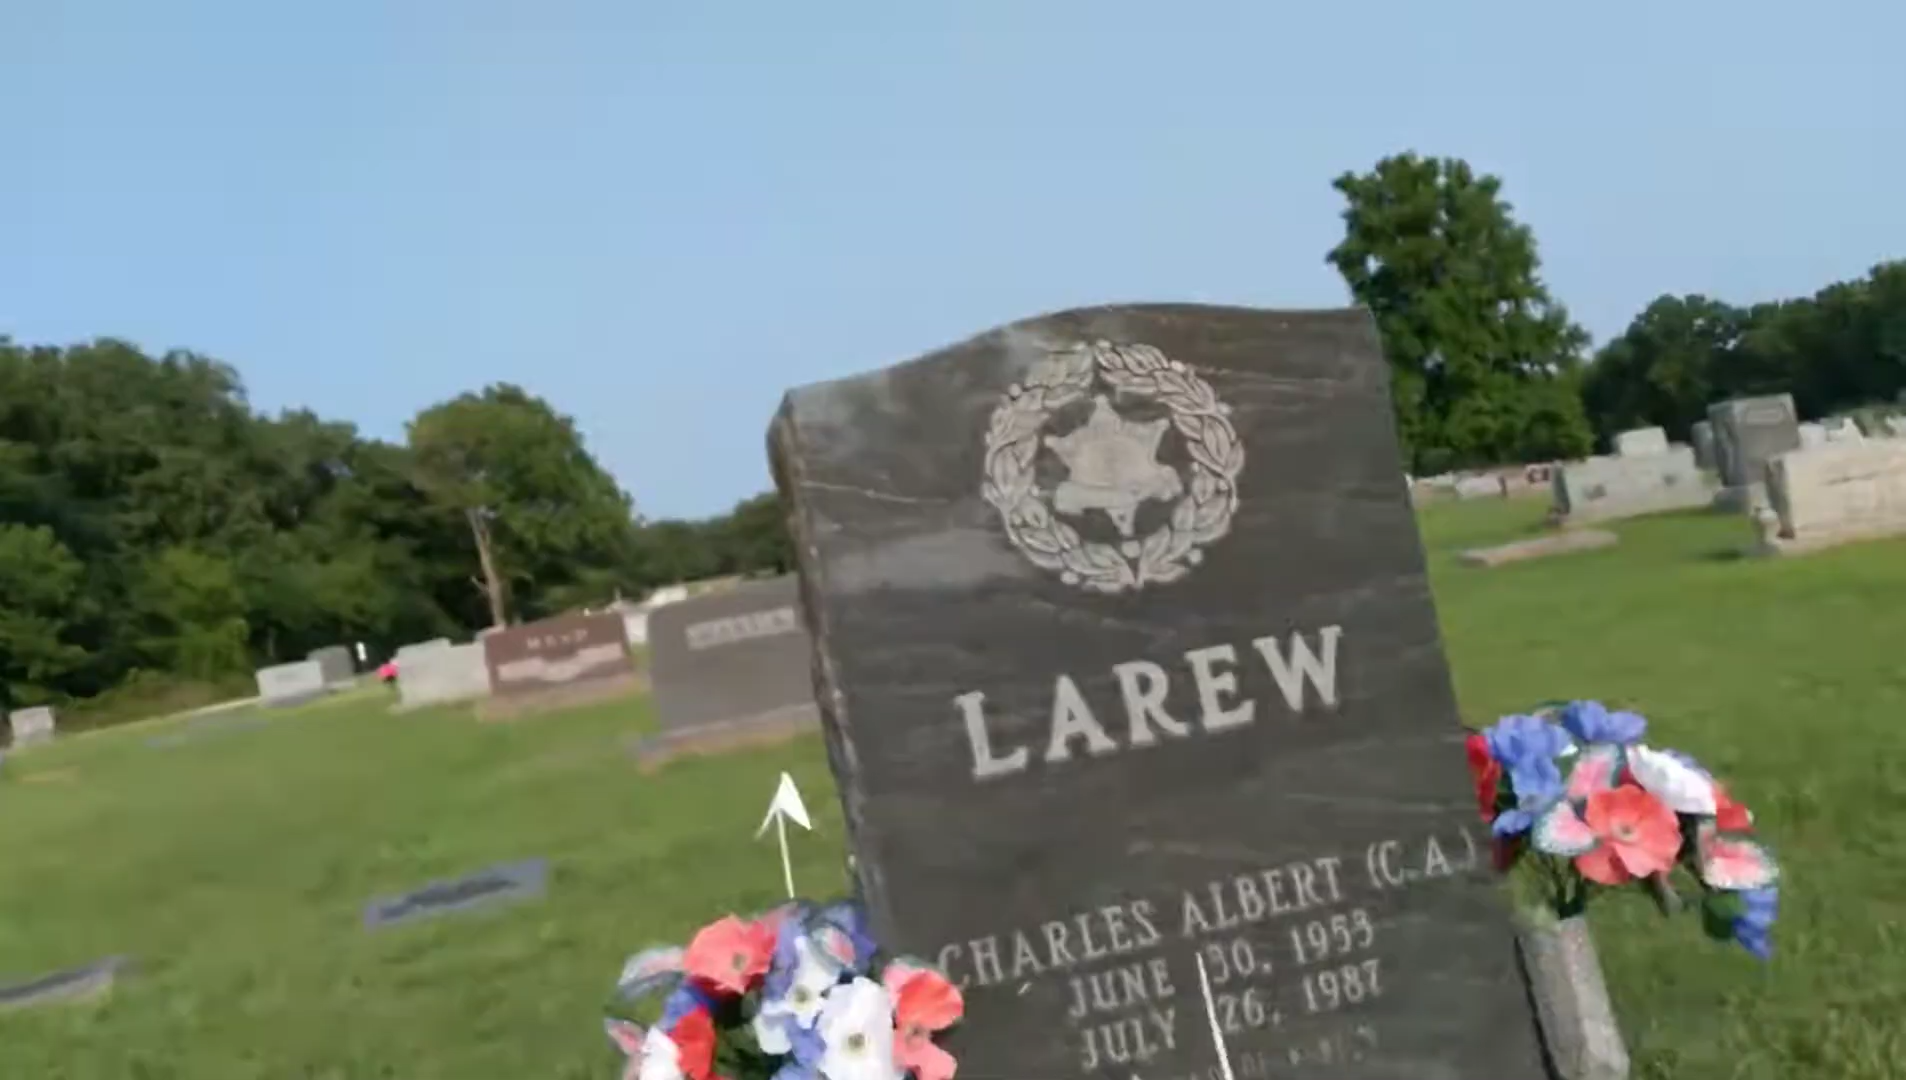 LAREW
CHARLES ALBERT (C.A.)
JUNE 30, 1953
JULY 26, 1987